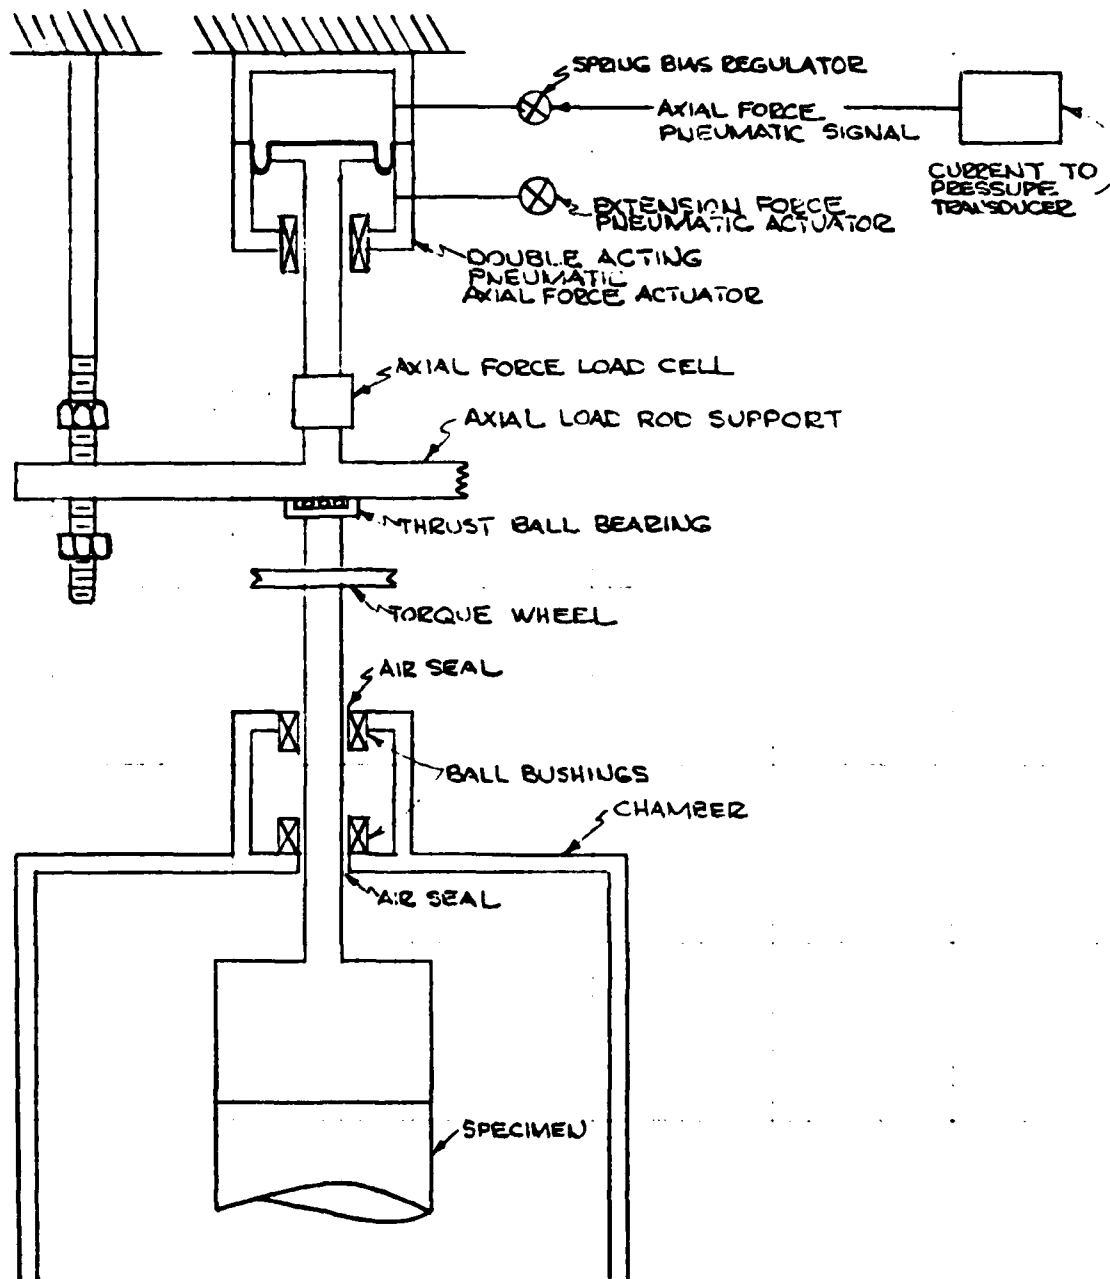 SPRING BIAS REGULATOR
AXIAL FORCE
PNEUMATIC SIGNAL
CURRENT TO
PRESSURE
TRANSDUCER
EXTENSION FORCE
PNEUMATIC ACTUATOR
DOUBLE ACTING
PNEUMATIC
AXIAL FORCE ACTUATOR
AXIAL FORCE LOAD CELL
AXIAL LOAD ROD SUPPORT
THRUST BALL BEARING
TORQUE WHEEL
AIR SEAL
BALL BUSHINGS
CHAMBER
AIR SEAL
SPECIMEN